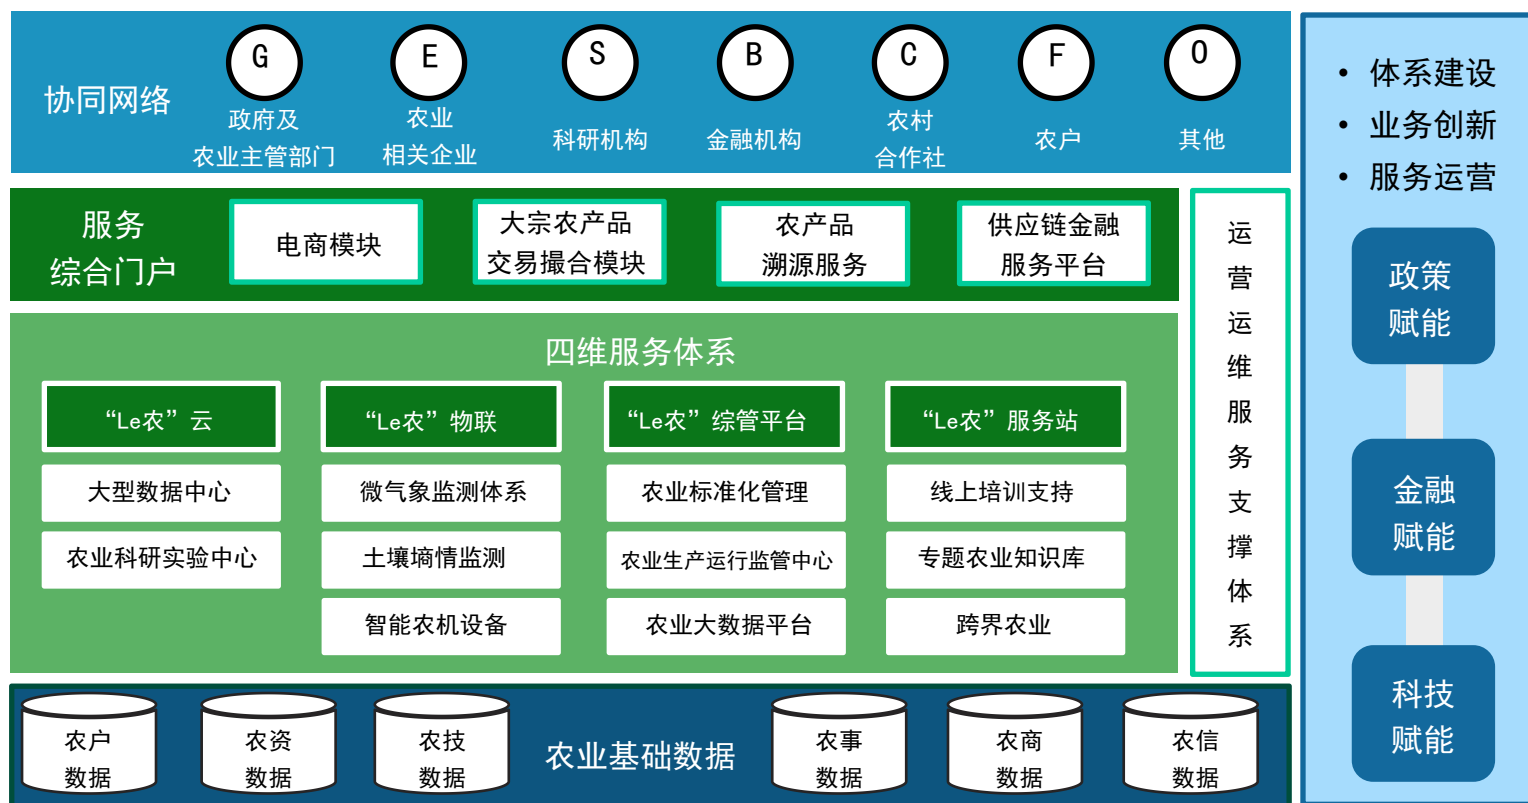 协同网络
G
政府及
农业主管部门
E
农业
相关企业
S
科研机构
B
金融机构
C
农村
合作社
F
农户
O
其他
服务
综合门户
电商模块
大宗农产品
交易撮合模块
农产品
溯源服务
供应链金融
服务平台
四维服务体系
“Le农”云
大型数据中心
农业科研实验中心
“Le农”物联
微气象监测体系
土壤墒情监测
智能农机设备
“Le农”综管平台
农业标准化管理
农业生产运行监管中心
农业大数据平台
“Le农”服务站
线上培训支持
专题农业知识库
跨界农业
运营运维服务支撑体系
农户
数据
农资
数据
农技
数据
农业基础数据
农事
数据
农商
数据
农信
数据
• 体系建设
• 业务创新
• 服务运营
政策
赋能
金融
赋能
科技
赋能